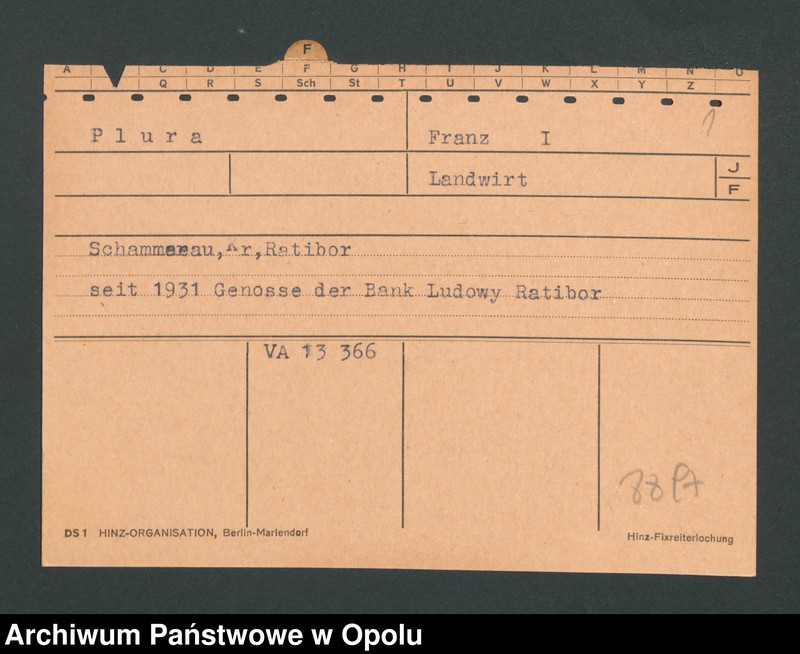 F
A C D E F G H I J K L M N O
Q R S Sch St T U V W X Y Z
1
Plura Franz I
Landwirt J
F
Schammerau, Kr, Ratibor
seit 1931 Genosse der Bank Ludowy Ratibor
VA 13 366
DS 1 HINZ-ORGANISATION, Berlin-Mariendorf
Hinz-Fixreiterlochung
Archiwum Państwowe w Opolu